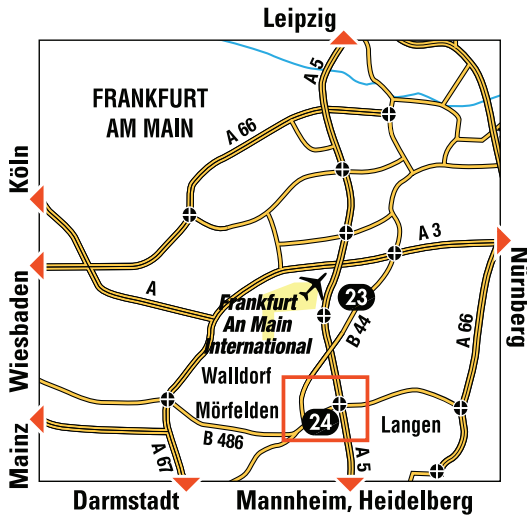 Leipzig
A 5
FRANKFURT
AM MAIN
A 66
Köln
A 3
Nürnberg
Wiesbaden
A
Frankfurt
An Main
International
23
B 44
A 66
Walldorf
Mörfelden
24
Langen
Mainz
B 486
A 67
A 5
Darmstadt
Mannheim, Heidelberg